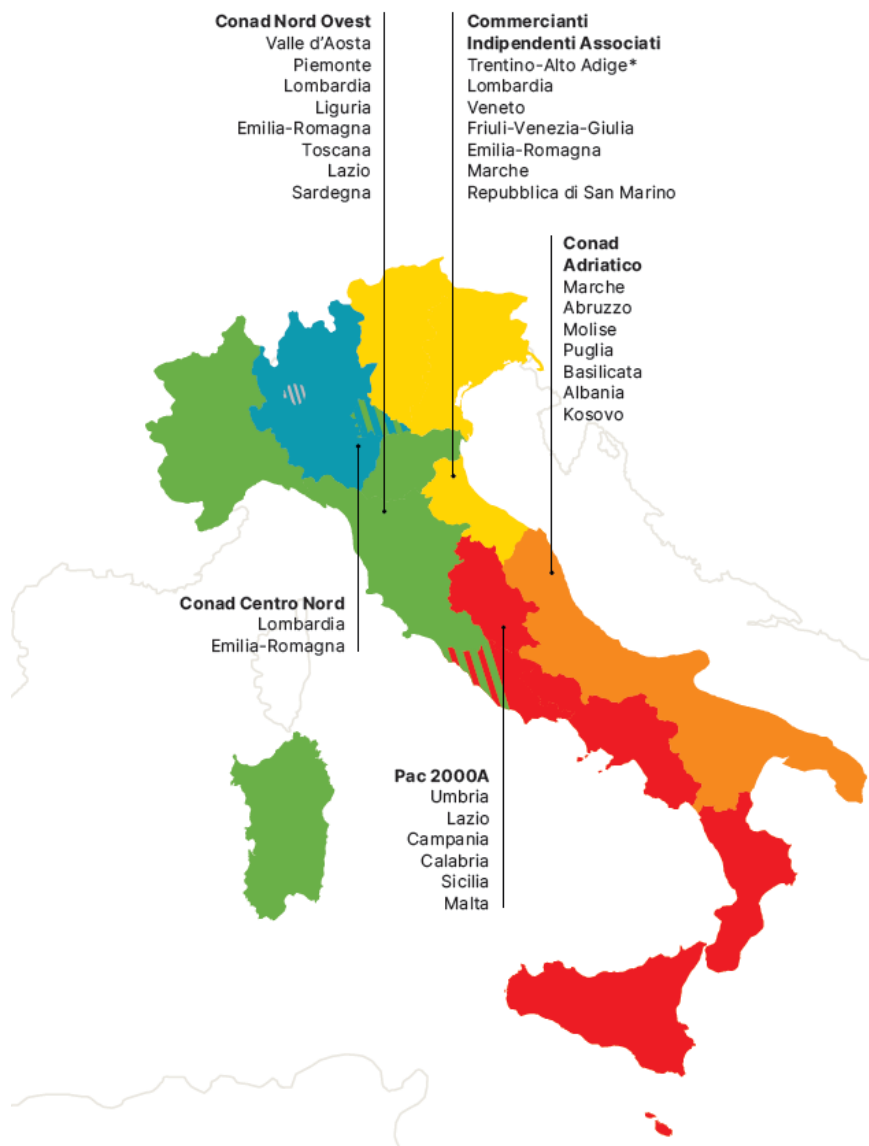 Conad Nord Ovest
Valle d'Aosta
Piemonte
Lombardia
Liguria
Emilia-Romagna
Toscana
Lazio
Sardegna
Commercianti
Indipendenti Associati
Trentino-Alto Adige*
Lombardia
Veneto
Friuli-Venezia-Giulia
Emilia-Romagna
Marche
Repubblica di San Marino
Conad
Adriatico
Marche
Abruzzo
Molise
Puglia
Basilicata
Albania
Kosovo
Conad Centro Nord
Lombardia
Emilia-Romagna
Pac 2000A
Umbria
Lazio
Campania
Calabria
Sicilia
Malta